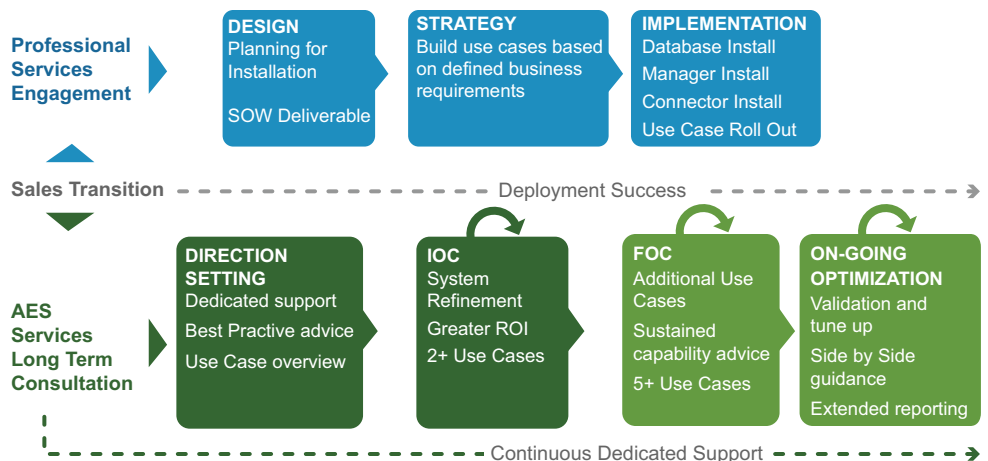 Professional
Services
Engagement
DESIGN
Planning for
Installation
SOW Deliverable
STRATEGY
Build use cases based
on defined business
requirements
IMPLEMENTATION
Database Install
Manager Install
Connector Install
Use Case Roll Out
Sales Transition
Deployment Success
AES
Services
Long Term
Consultation
DIRECTION
SETTING
Dedicated support
Best Practive advice
Use Case overview
IOC
System
Refinement
Greater ROI
2+ Use Cases
FOC
Additional Use
Cases
Sustained
capability advice
5+ Use Cases
ON-GOING
OPTIMIZATION
Validation and
tune up
Side by Side
guidance
Extended reporting
Continuous Dedicated Support